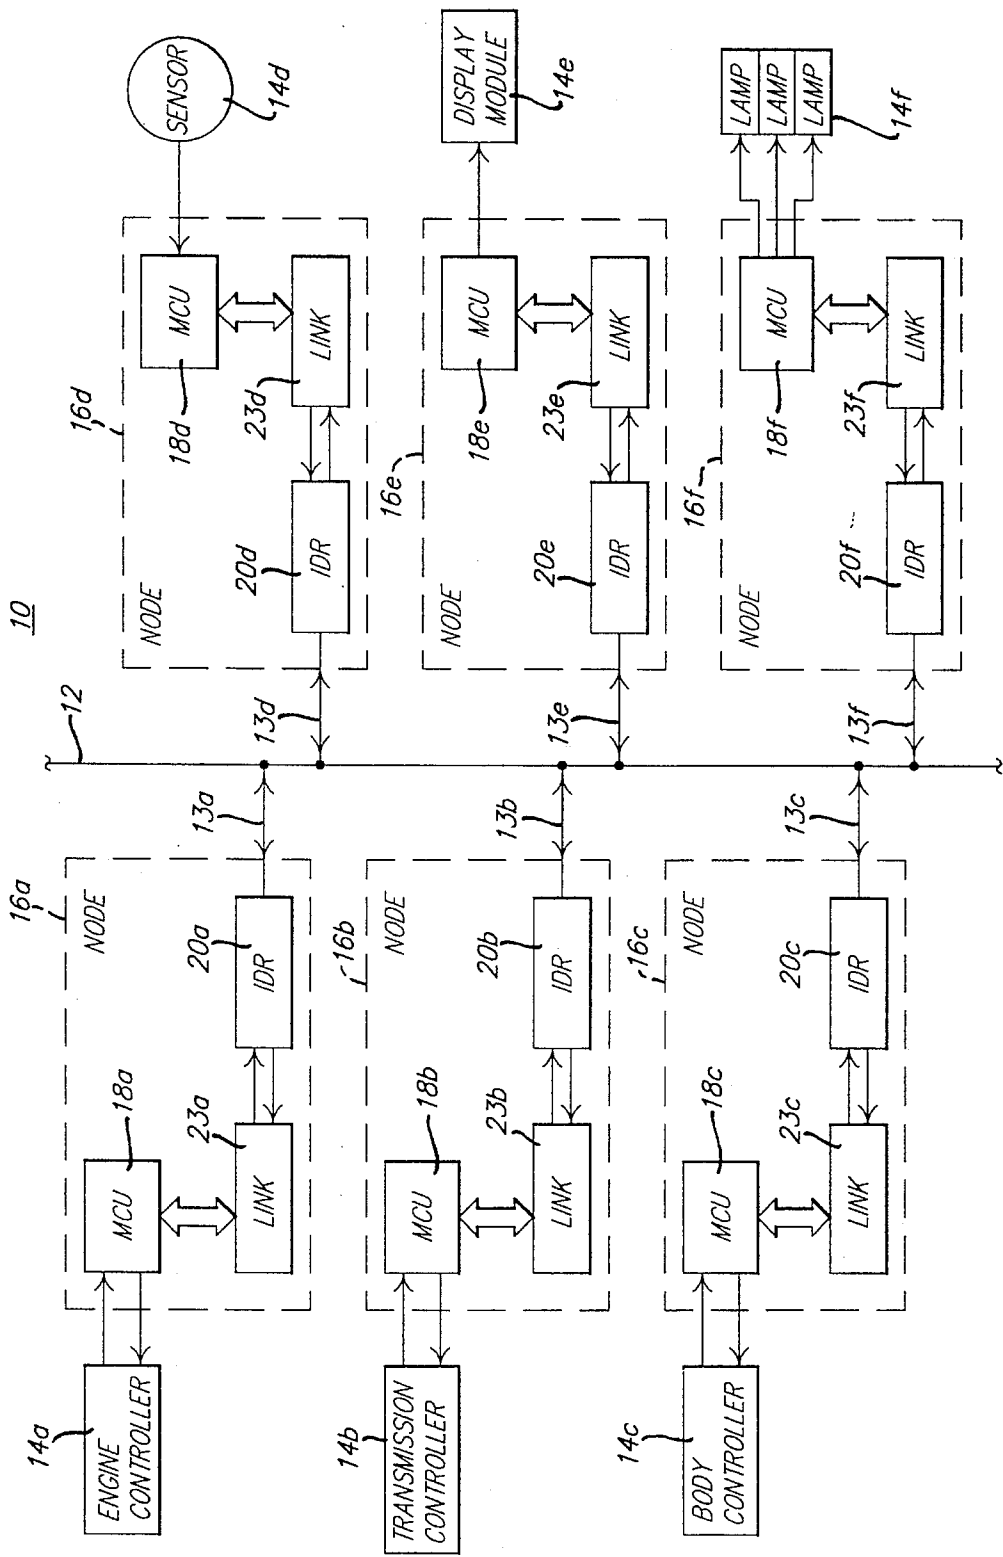 10
12
16a
NODE
14a
ENGINE
CONTROLLER
MCU
18a
23a
LINK
20a
IDR
13a
16b
NODE
14b
TRANSMISSION
CONTROLLER
MCU
18b
23b
LINK
20b
IDR
13b
16c
NODE
14c
BODY
CONTROLLER
MCU
18c
23c
LINK
20c
IDR
13c
16d
NODE
SENSOR
14d
MCU
18d
23d
LINK
20d
IDR
13d
16e
NODE
DISPLAY
MODULE
14e
MCU
18e
23e
LINK
20e
IDR
13e
16f
NODE
LAMP
LAMP
LAMP
14f
MCU
18f
23f
LINK
20f
IDR
13f